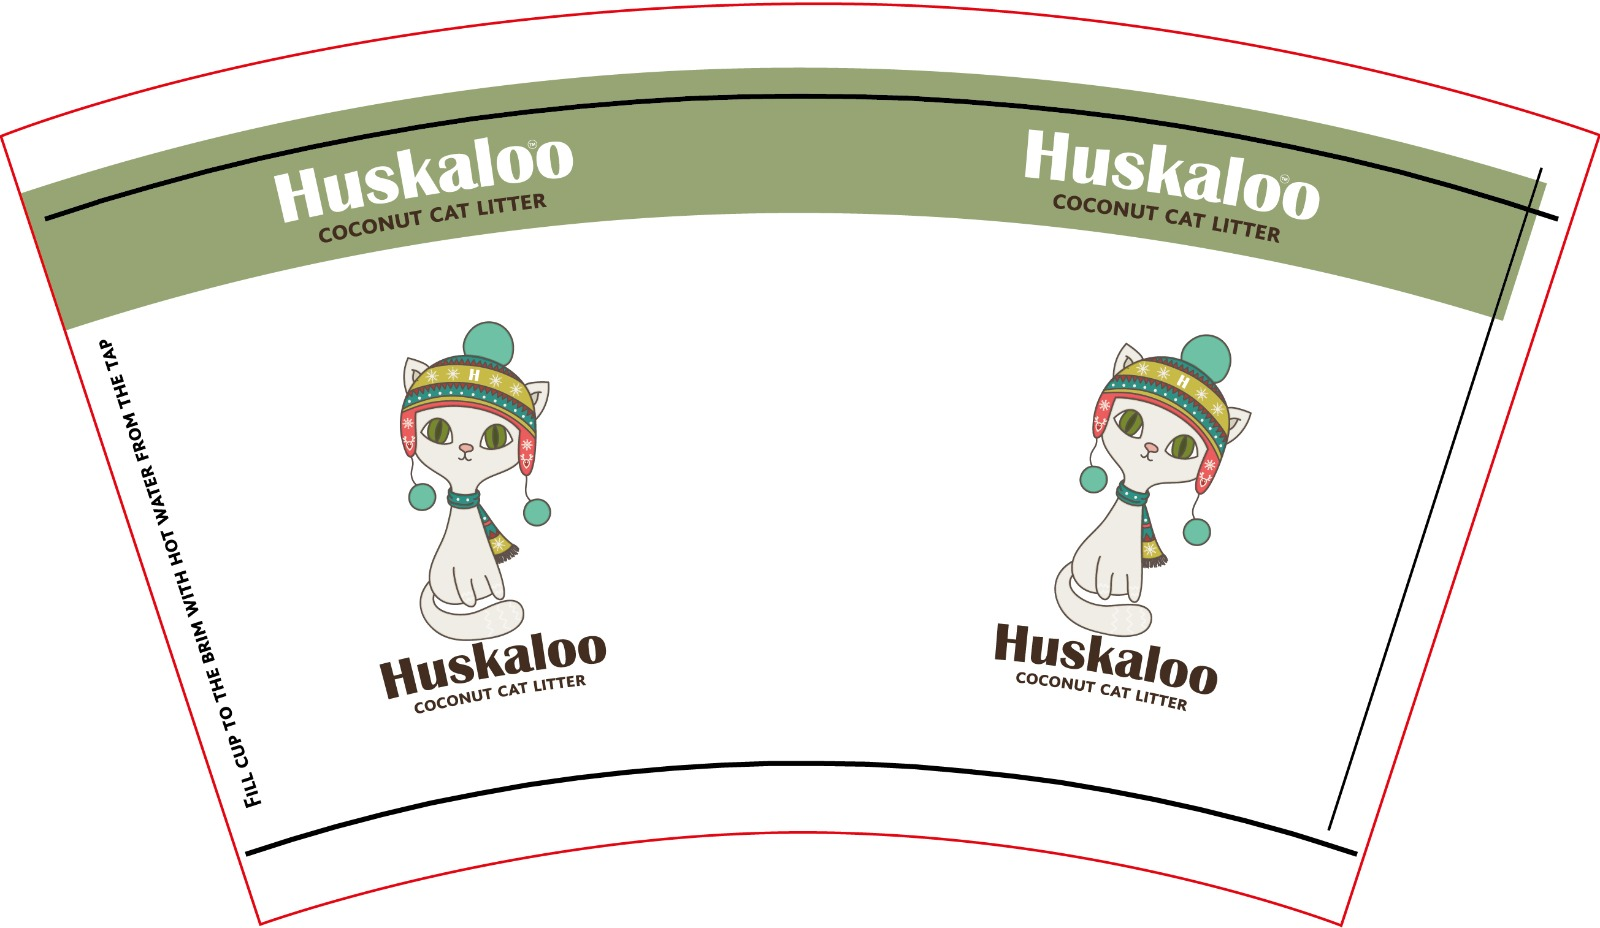 Huskaloo™
COCONUT CAT LITTER
Huskaloo™
COCONUT CAT LITTER
FILL CUP TO THE BRIM WITH HOT WATER FROM THE TAP
H
H
Huskaloo
COCONUT CAT LITTER
Huskaloo
COCONUT CAT LITTER